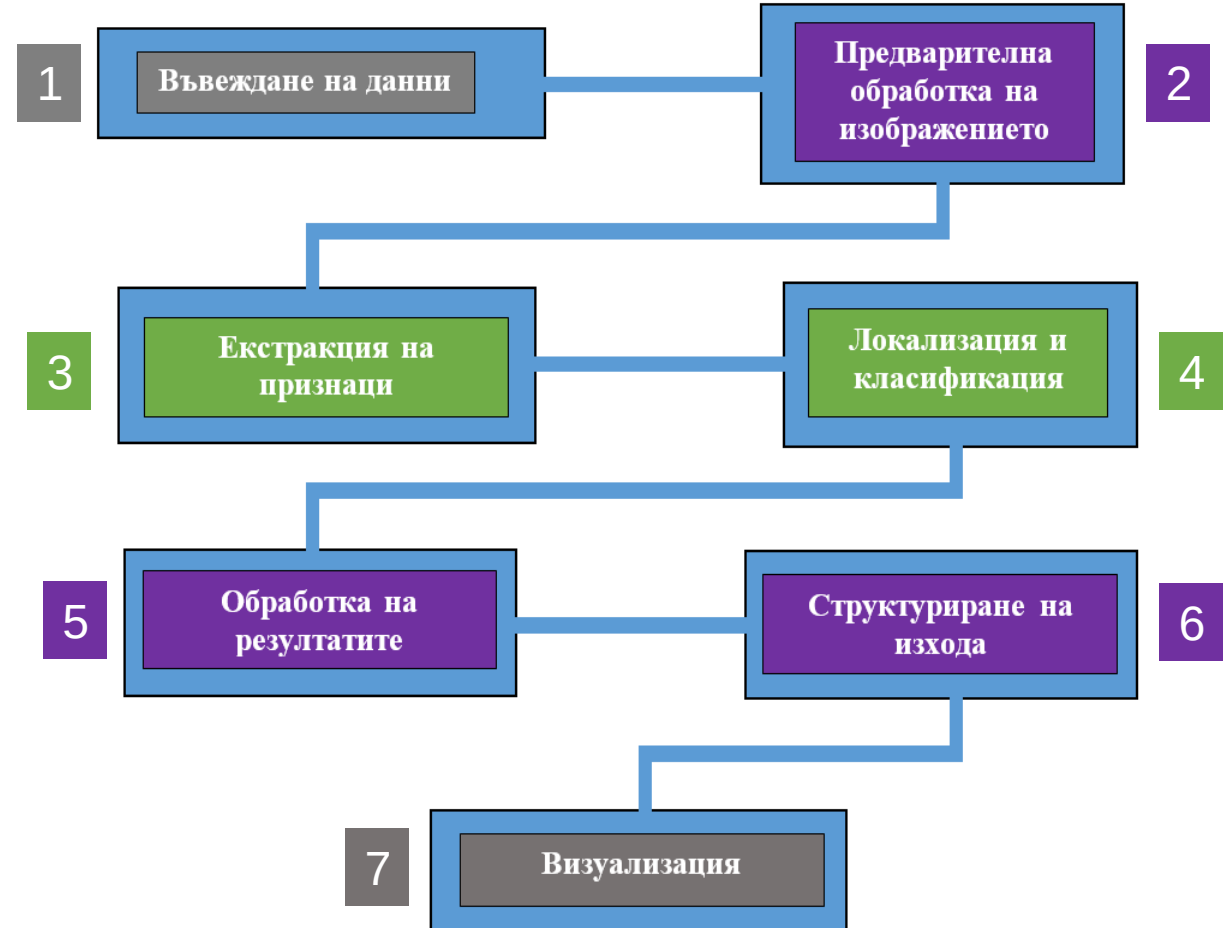 1
Въвеждане на данни
Предварителна
обработка на
изображението
2
3
Екстракция на
признаци
Локализация и
класификация
4
5
Обработка на
резултатите
Структуриране на
изхода
6
7
Визуализация